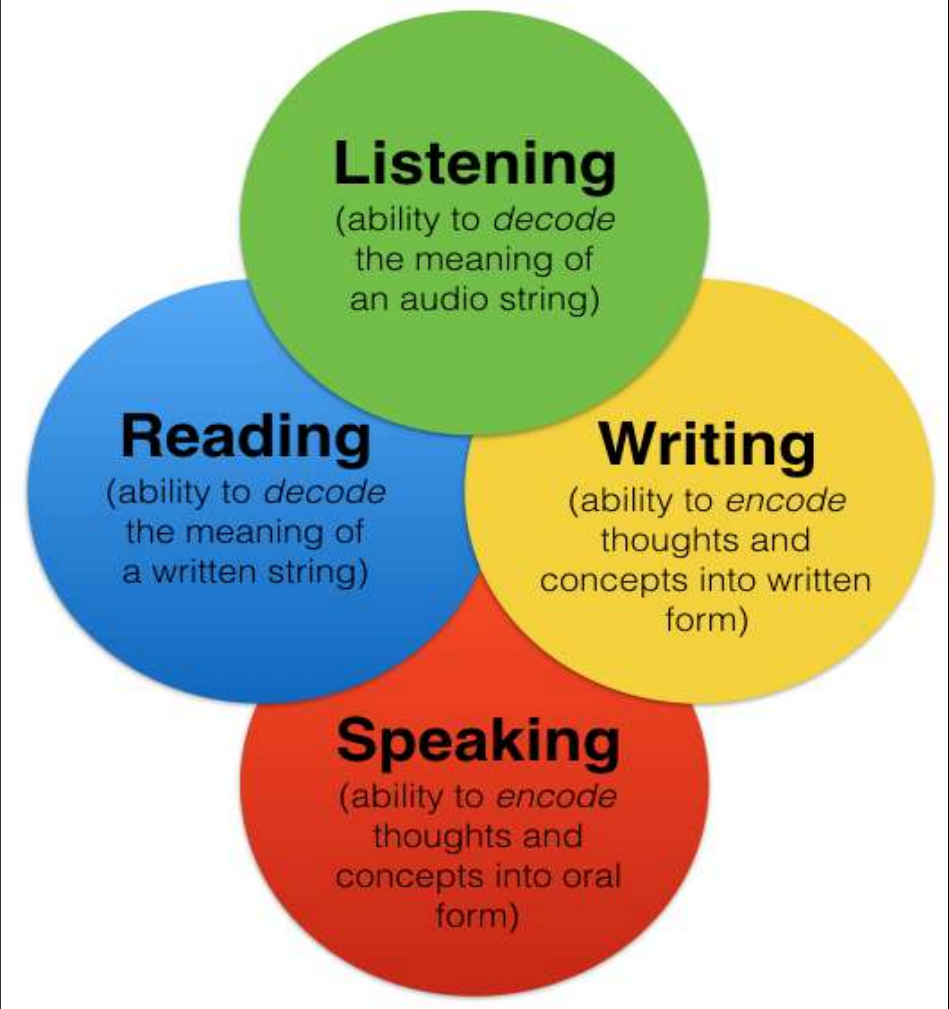 Listening
(ability to decode
the meaning of
an audio string)
Reading
(ability to decode
the meaning of
a written string)
Writing
(ability to encode
thoughts and
concepts into written
form)
Speaking
(ability to encode
thoughts and
concepts into oral
form)